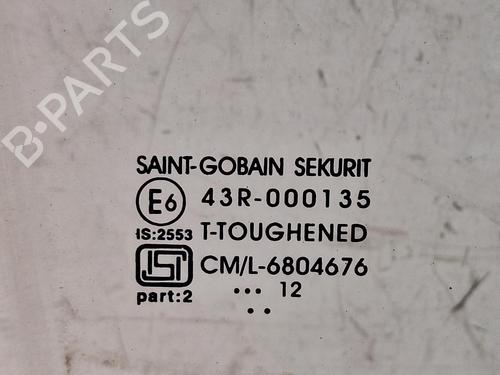 B-PARTS
SAINT-GOBAIN SEKURIT
E6 43R-000135
IS:2553 T-TOUGHENED
ISI CM/L-6804676
part:2 ... 12
..